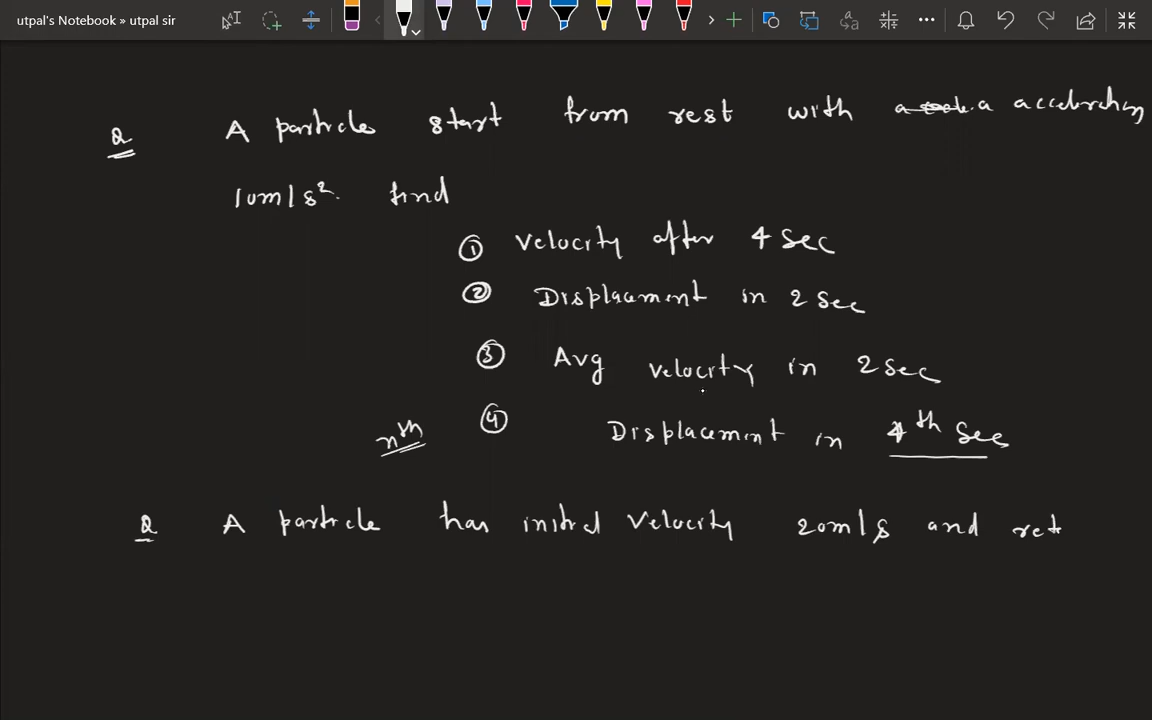 utpal's Notebook » utpal sir
Q A particle start from rest with a acceleration
10m/s². find
① Velocity after 4 Sec
② Displacement in 2 Sec
③ Avg velocity in 2 Sec
nth ④ Displacement in 4th Sec
Q A particle has initial Velocity 20m/s and ret